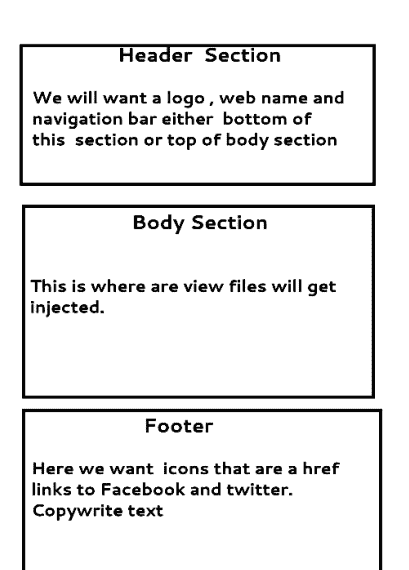 Header Section
We will want a logo , web name and
navigation bar either bottom of
this section or top of body section
Body Section
This is where are view files will get
injected.
Footer
Here we want icons that are a href
links to Facebook and twitter.
Copywrite text